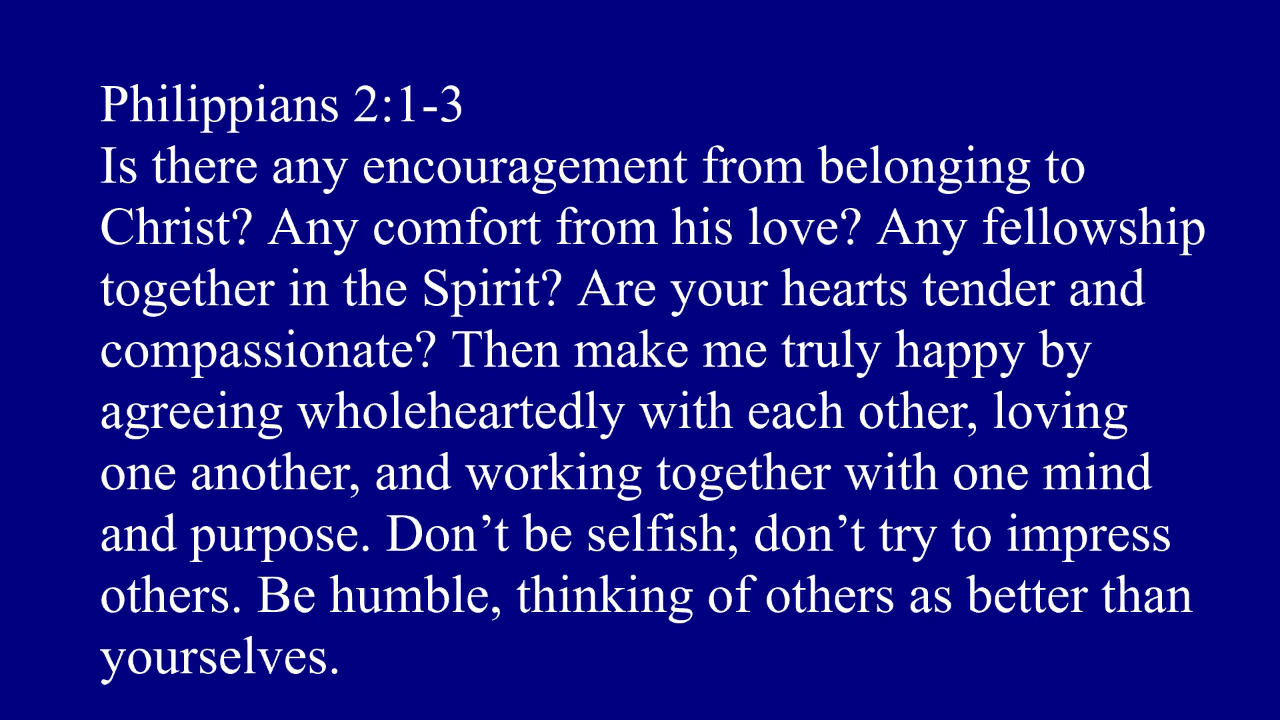 Philippians 2:1-3
Is there any encouragement from belonging to
Christ? Any comfort from his love? Any fellowship
together in the Spirit? Are your hearts tender and
compassionate? Then make me truly happy by
agreeing wholeheartedly with each other, loving
one another, and working together with one mind
and purpose. Don’t be selfish; don’t try to impress
others. Be humble, thinking of others as better than
yourselves.